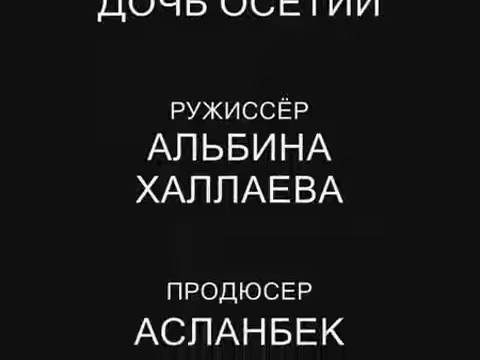 ДОЧЬ ОСЕТИИ
РУЖИССЁР
АЛЬБИНА
ХАЛЛАЕВА
ПРОДЮСЕР
АСЛАНБЕК